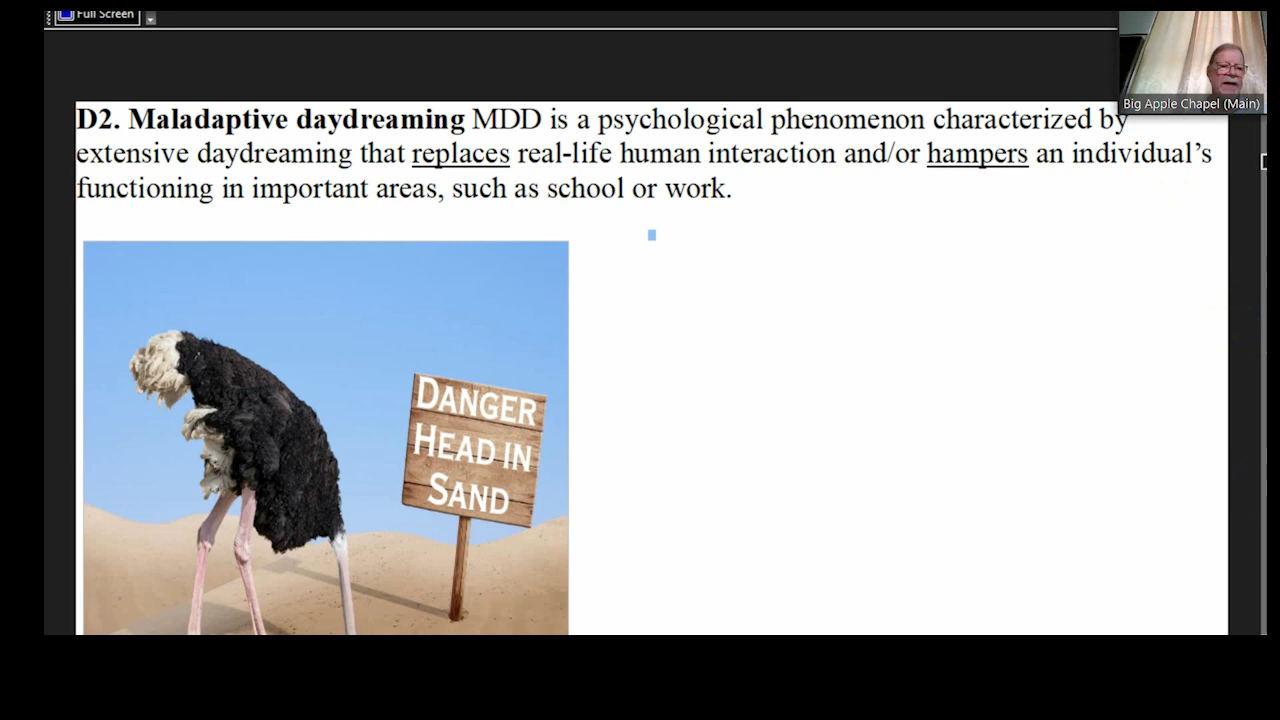 Full Screen
Big Apple Chapel (Main)
D2. Maladaptive daydreaming MDD is a psychological phenomenon characterized by
extensive daydreaming that replaces real-life human interaction and/or hampers an individual’s
functioning in important areas, such as school or work.
DANGER
HEAD IN
SAND